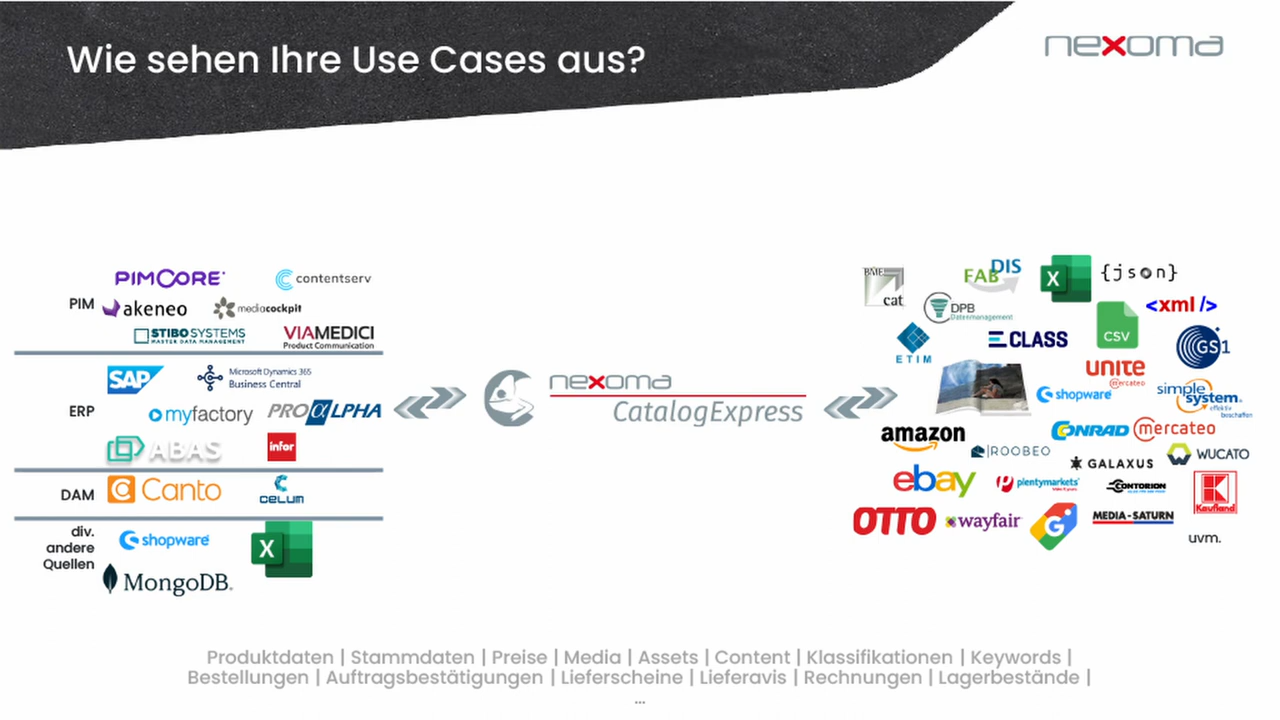 Wie sehen Ihre Use Cases aus?
nexoma
PIM
PIMCORE
contentserv
akeneo
mediacockpit
STIBO SYSTEMS
MASTER DATA MANAGEMENT
VIAMEDICI
Product Communication
ERP
SAP
Microsoft Dynamics 365
Business Central
myfactory
PROαLPHA
ABAS
infor
DAM
Canto
CELUM
div.
andere
Quellen
shopware
X
MongoDB.
nexoma
CatalogExpress
BME
cat
FAB
DIS
X
{json}
DPB
Datenmanagement
<xml />
CSV
ETIM
ECLASS
GS1
unite
mercateo
shopware
simple
system.
effektiv
beschaffen
amazon
ROOBEO
CONRAD
mercateo
GALAXUS
WUCATO
ebay
plentymarkets
CONTORION
Kaufland
OTTO
wayfair
G
MEDIA-SATURN
uvm.
Produktdaten | Stammdaten | Preise | Media | Assets | Content | Klassifikationen | Keywords |
Bestellungen | Auftragsbestätigungen | Lieferscheine | Lieferavis | Rechnungen | Lagerbestände |
...